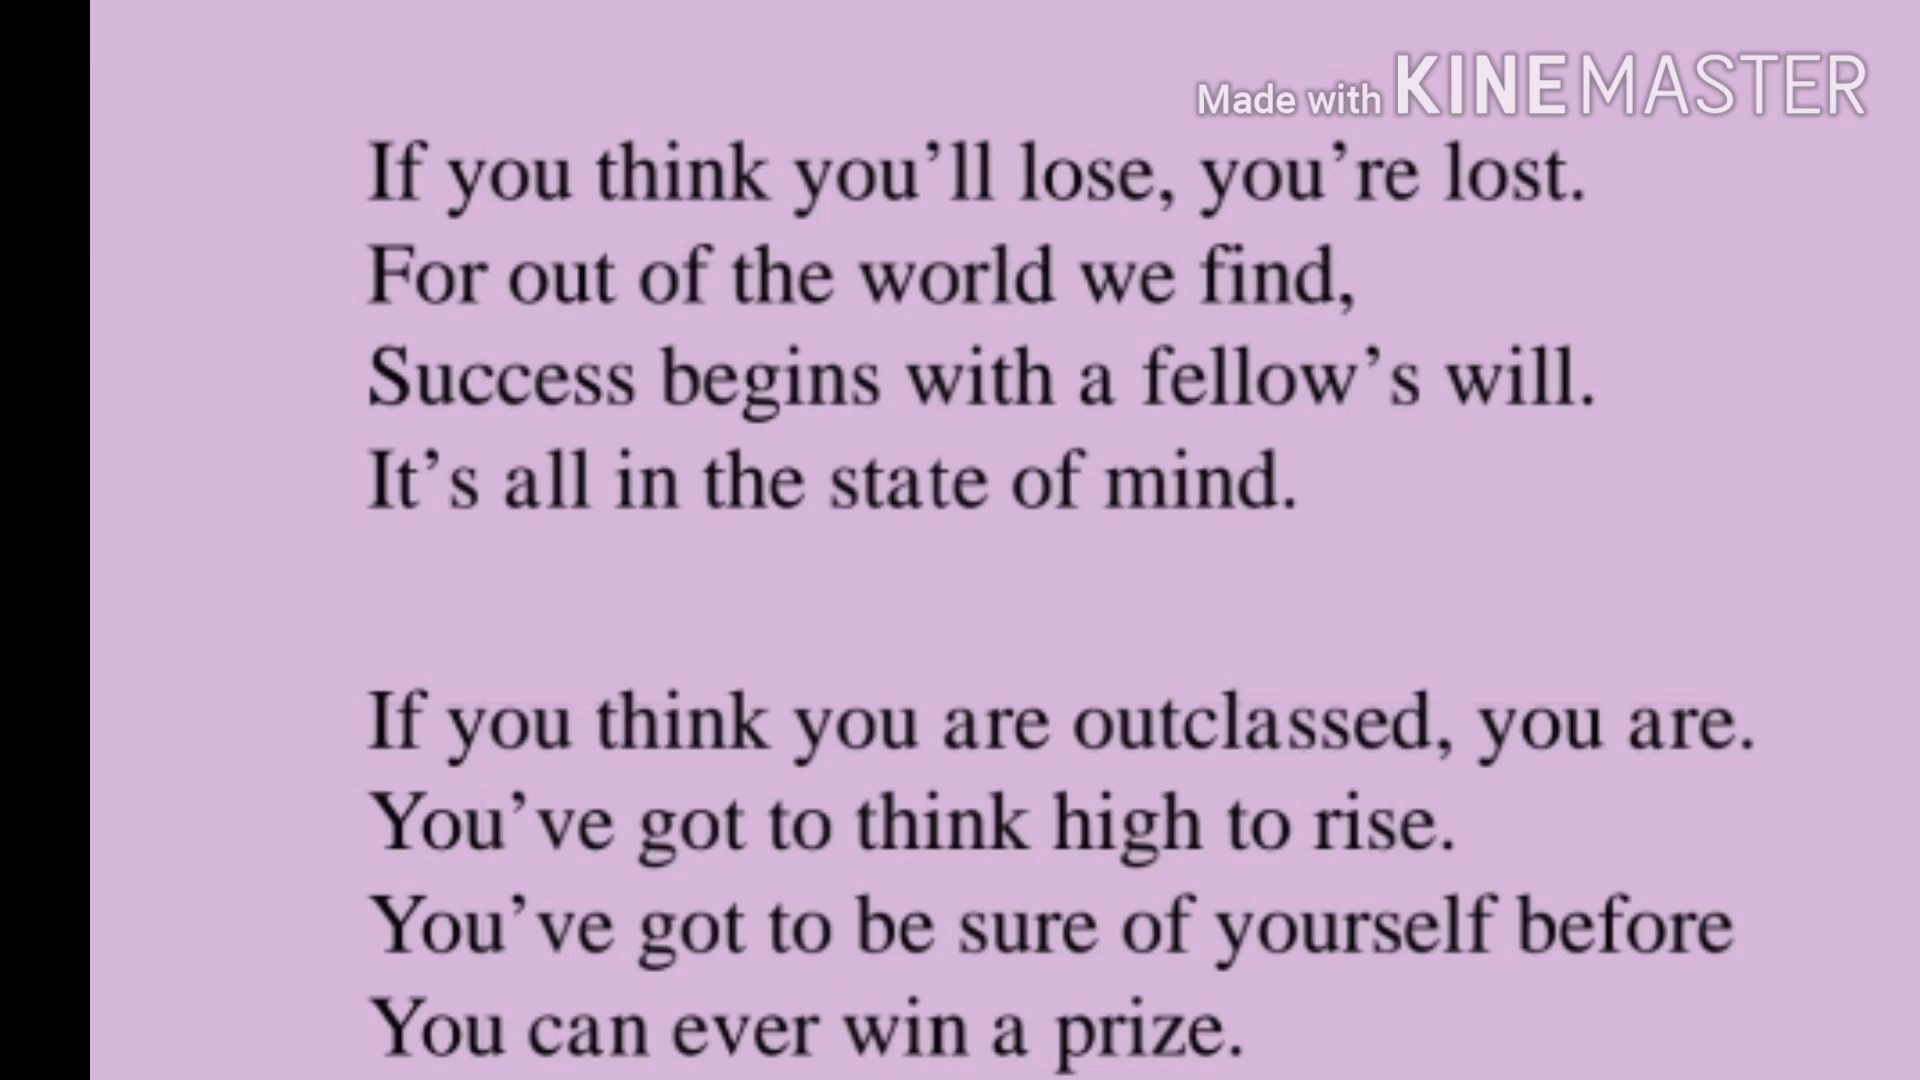 Made with KINEMASTER
If you think you’ll lose, you’re lost.
For out of the world we find,
Success begins with a fellow’s will.
It’s all in the state of mind.
If you think you are outclassed, you are.
You’ve got to think high to rise.
You’ve got to be sure of yourself before
You can ever win a prize.